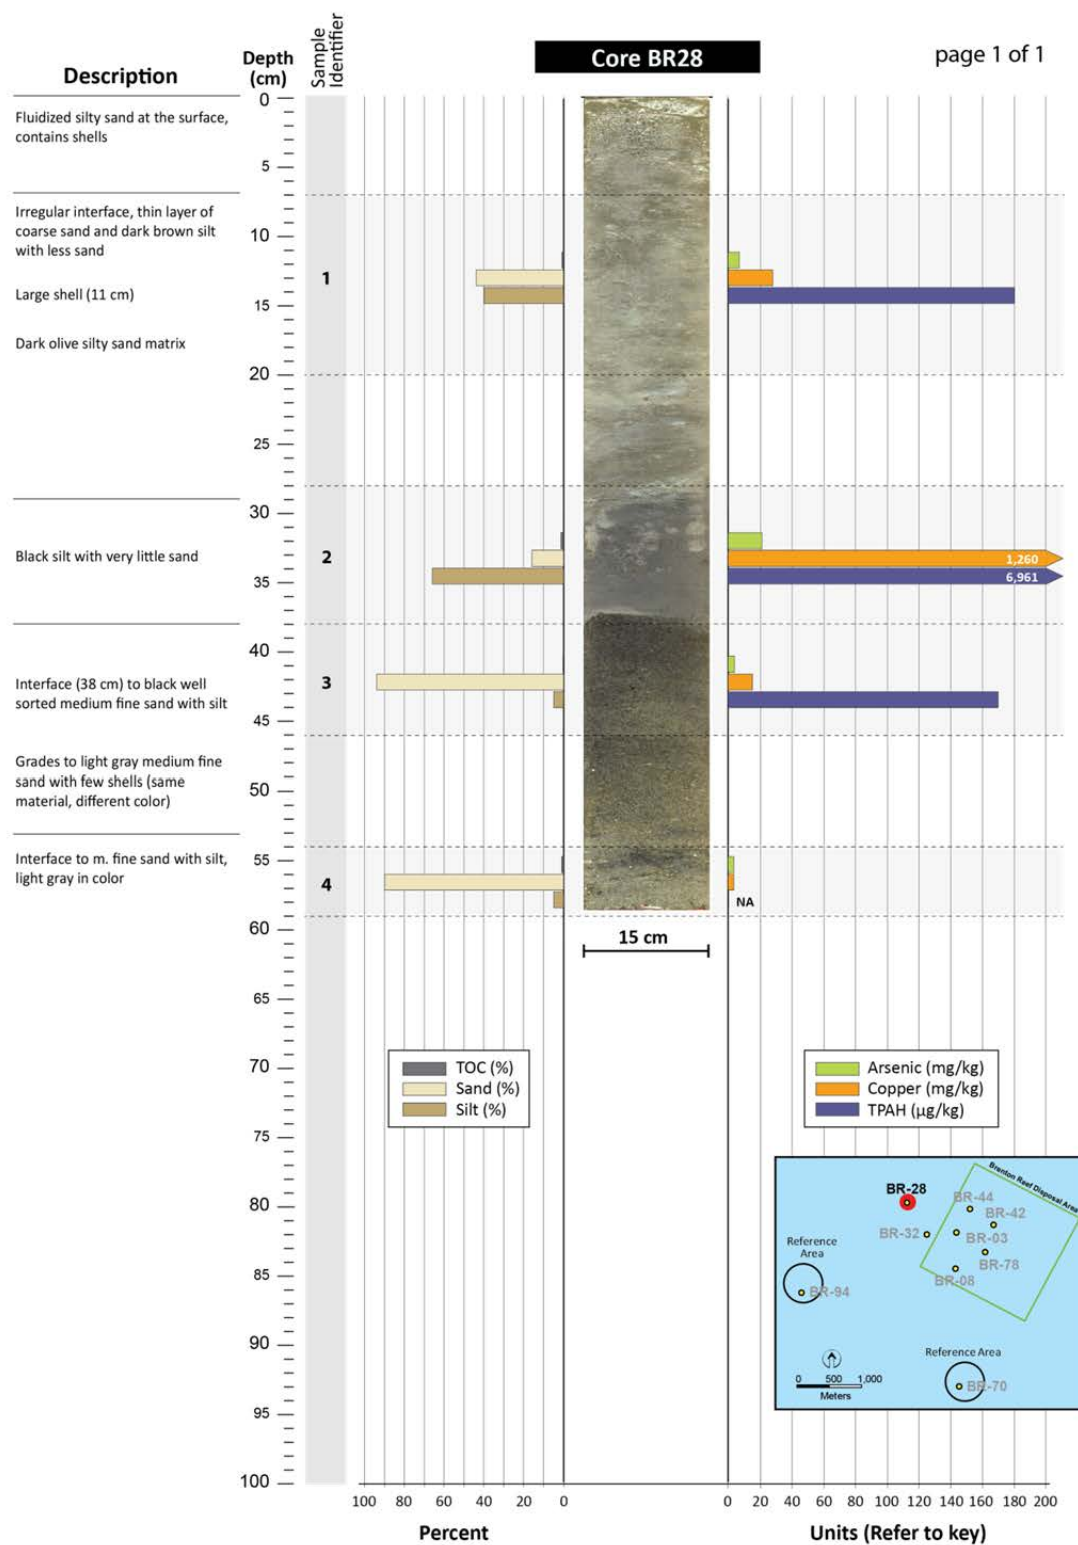 Core BR28
page 1 of 1
Description
Depth
(cm)
Sample
Identifier
Fluidized silty sand at the surface,
contains shells
Irregular interface, thin layer of
coarse sand and dark brown silt
with less sand
Large shell (11 cm)
Dark olive silty sand matrix
Black silt with very little sand
Interface (38 cm) to black well
sorted medium fine sand with silt
Grades to light gray medium fine
sand with few shells (same
material, different color)
Interface to m. fine sand with silt,
light gray in color
0
5
10
15
20
25
30
35
40
45
50
55
60
65
70
75
80
85
90
95
100
1
2
3
4
1,260
6,961
NA
15 cm
TOC (%)
Sand (%)
Silt (%)
Arsenic (mg/kg)
Copper (mg/kg)
TPAH (µg/kg)
Brenton Reef Disposal Area
BR-28
BR-44
BR-42
BR-32
BR-03
BR-78
BR-08
Reference
Area
BR-94
Reference Area
BR-70
0 500 1,000
Meters
100 80 60 40 20 0
0 20 40 60 80 100 120 140 160 180 200
Percent
Units (Refer to key)